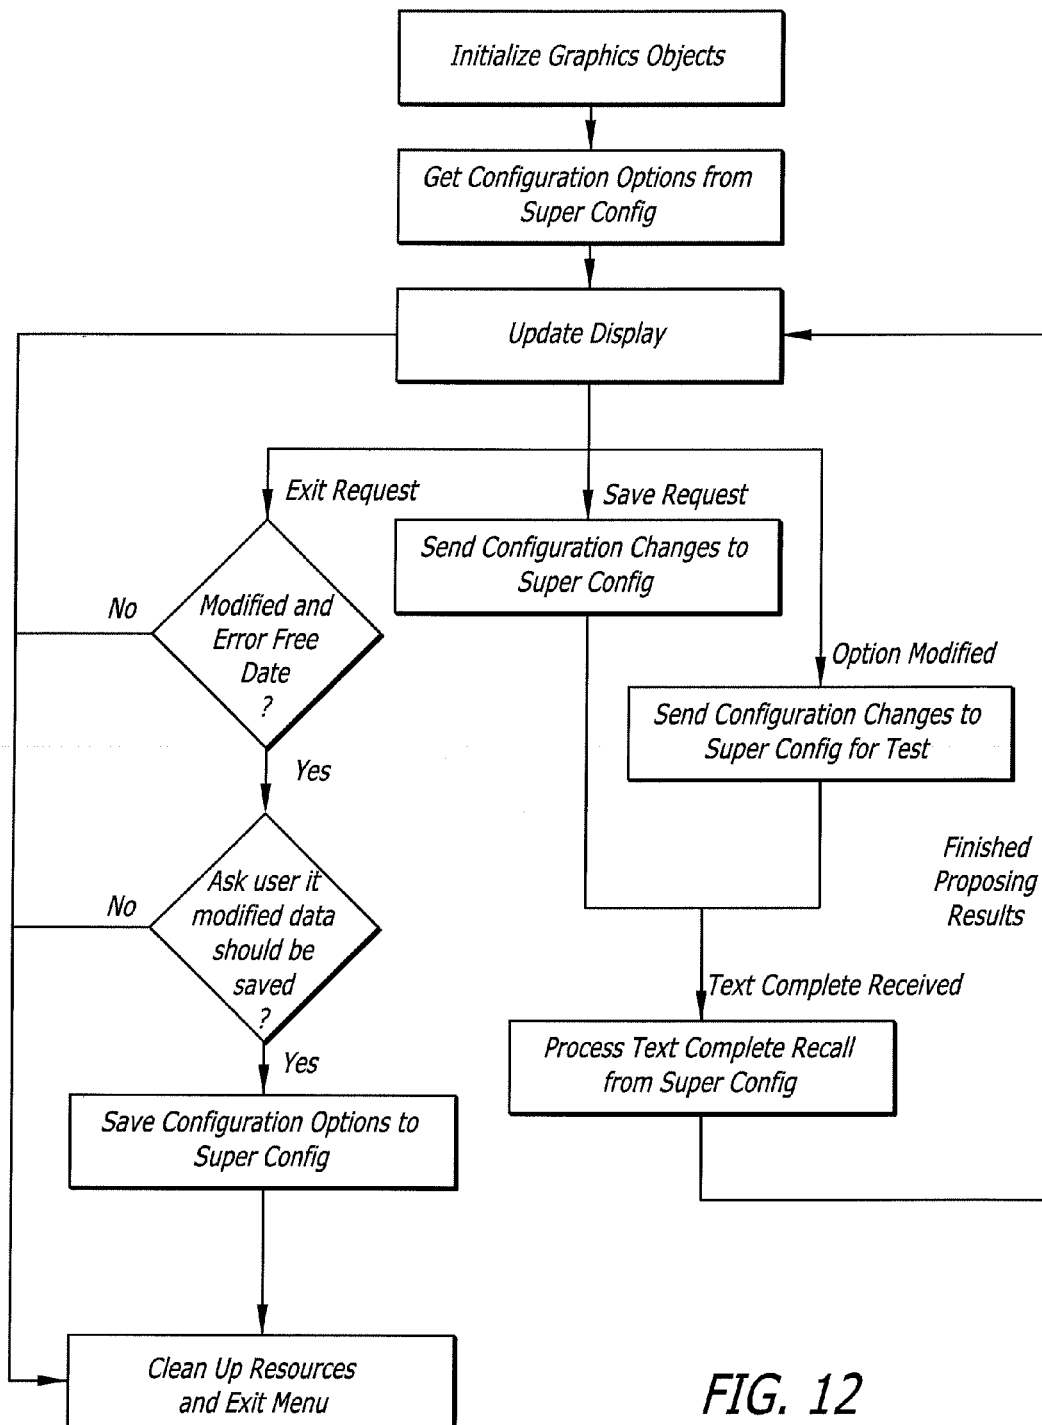 Initialize Graphics Objects
Get Configuration Options from
Super Config
Update Display
Exit Request
Save Request
Send Configuration Changes to
Super Config
No
Modified and
Error Free
Date
?
Option Modified
Send Configuration Changes to
Super Config for Test
Yes
Finished
Proposing
Results
No
Ask user it
modified data
should be
saved
?
Text Complete Received
Process Text Complete Recall
from Super Config
Yes
Save Configuration Options to
Super Config
Clean Up Resources
and Exit Menu
FIG. 12